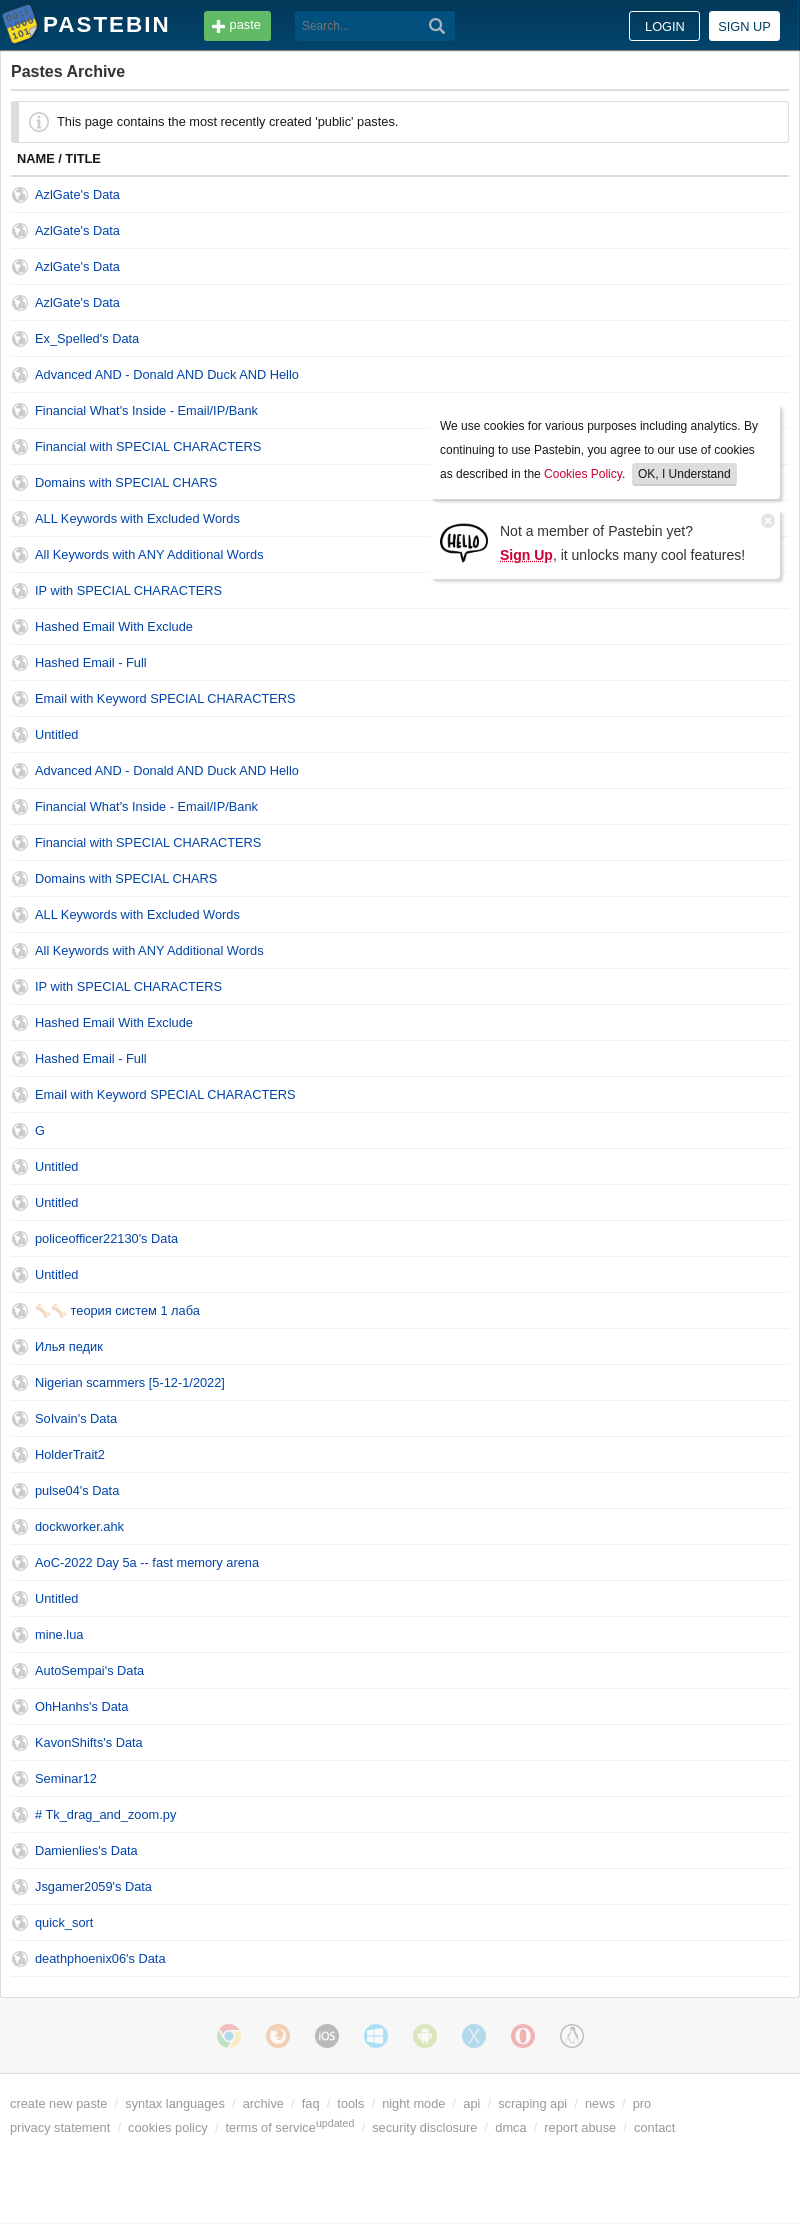 PASTEBIN paste Search... LOGIN SIGN UP
Pastes Archive
This page contains the most recently created 'public' pastes.
NAME / TITLE
AzlGate's Data
AzlGate's Data
AzlGate's Data
AzlGate's Data
Ex_Spelled's Data
Advanced AND - Donald AND Duck AND Hello
Financial What's Inside - Email/IP/Bank
Financial with SPECIAL CHARACTERS
Domains with SPECIAL CHARS
ALL Keywords with Excluded Words
All Keywords with ANY Additional Words
IP with SPECIAL CHARACTERS
Hashed Email With Exclude
Hashed Email - Full
Email with Keyword SPECIAL CHARACTERS
Untitled
Advanced AND - Donald AND Duck AND Hello
Financial What's Inside - Email/IP/Bank
Financial with SPECIAL CHARACTERS
Domains with SPECIAL CHARS
ALL Keywords with Excluded Words
All Keywords with ANY Additional Words
IP with SPECIAL CHARACTERS
Hashed Email With Exclude
Hashed Email - Full
Email with Keyword SPECIAL CHARACTERS
G
Untitled
Untitled
policeofficer22130's Data
Untitled
🦴🦴 теория систем 1 лаба
Илья педик
Nigerian scammers [5-12-1/2022]
SoIvain's Data
HolderTrait2
pulse04's Data
dockworker.ahk
AoC-2022 Day 5a -- fast memory arena
Untitled
mine.lua
AutoSempai's Data
OhHanhs's Data
KavonShifts's Data
Seminar12
# Tk_drag_and_zoom.py
Damienlies's Data
Jsgamer2059's Data
quick_sort
deathphoenix06's Data
We use cookies for various purposes including analytics. By
continuing to use Pastebin, you agree to our use of cookies
as described in the Cookies Policy. OK, I Understand
HELLO
Not a member of Pastebin yet?
Sign Up, it unlocks many cool features!
iOS
create new paste / syntax languages / archive / faq / tools / night mode / api / scraping api / news / pro
privacy statement / cookies policy / terms of service updated / security disclosure / dmca / report abuse / contact